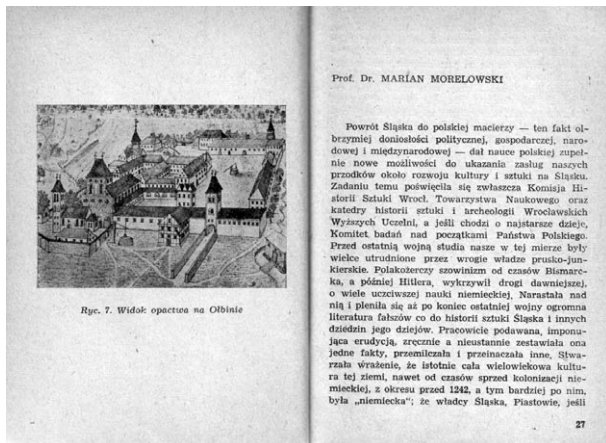 Ryc. 7. Widok opactwa na Ołbinie
Prof. Dr. MARIAN MORELOWSKI
Powrót Śląska do polskiej macierzy — ten fakt ol-
brzymiej doniosłości politycznej, gospodarczej, naro-
dowej i międzynarodowej — dał nauce polskiej zupeł-
nie nowe możliwości do ukazania zasług naszych
przodków około rozwoju kultury i sztuki na Śląsku.
Zadaniu temu poświęciła się zwłaszcza Komisja Hi-
storii Sztuki Wrocł. Towarzystwa Naukowego oraz
katedry historii sztuki i archeologii Wrocławskich
Wyższych Uczelni, a jeśli chodzi o najstarsze dzieje,
Komitet badań nad początkami Państwa Polskiego.
Przed ostatnią wojną studia nasze w tej mierze były
wielce utrudnione przez wrogie władze prusko-jun-
kierskie. Polakożerczy szowinizm od czasów Bismarc-
ka, a później Hitlera, wykrzywił drogi dawniejszej,
o wiele uczciwszej nauki niemieckiej. Narastała nad
nią i pleniła się aż po koniec ostatniej wojny ogromna
literatura fałszów co do historii sztuki Śląska i innych
dziedzin jego dziejów. Pracowicie podawana, imponu-
jąca erudycją, zręcznie a nieustannie zestawiała ona
jedne fakty, przemilczała i przeinaczała inne. Stwa-
rzała wrażenie, że istotnie cała wielowiekowa kultu-
ra tej ziemi, nawet od czasów sprzed kolonizacji nie-
mieckiej, z okresu przed 1242, a tym bardziej po nim,
była „niemiecka"; że władcy Śląska, Piastowie, jeśli
27